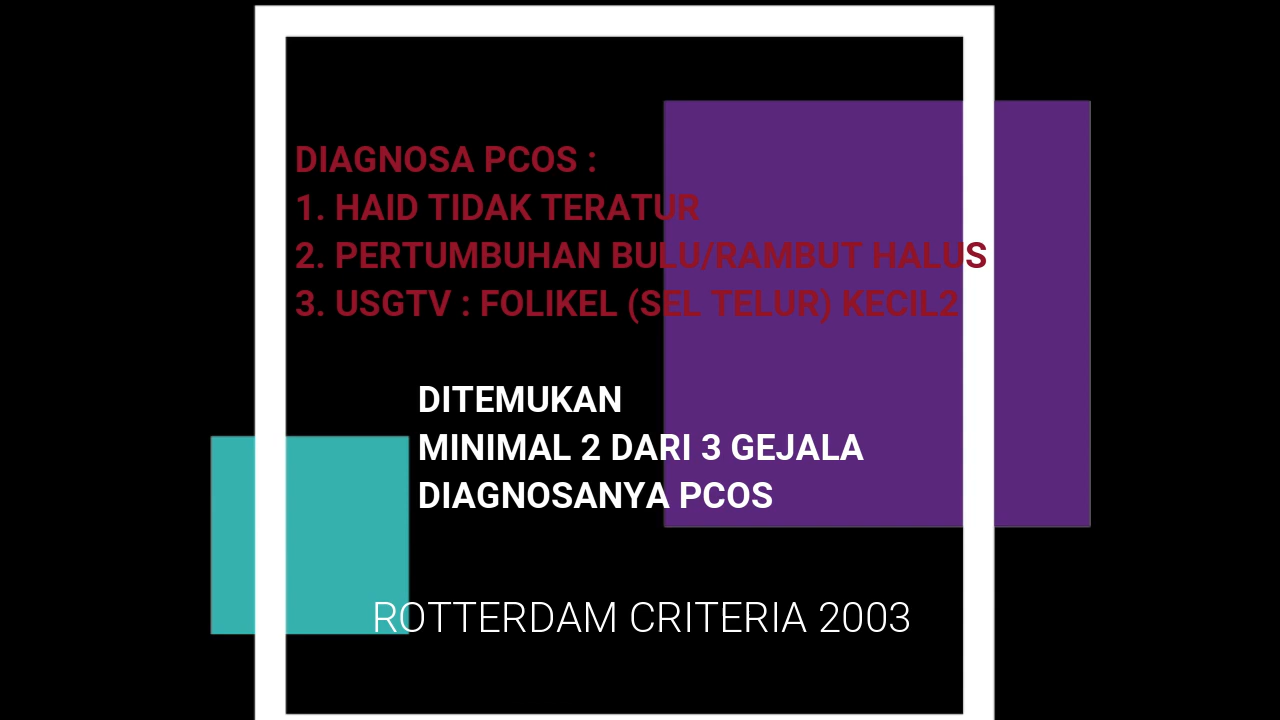 DIAGNOSA PCOS :
1. HAID TIDAK TERATUR
2. PERTUMBUHAN BULU/RAMBUT HALUS
3. USGTV : FOLIKEL (SEL TELUR) KECIL2
DITEMUKAN
MINIMAL 2 DARI 3 GEJALA
DIAGNOSANYA PCOS
ROTTERDAM CRITERIA 2003